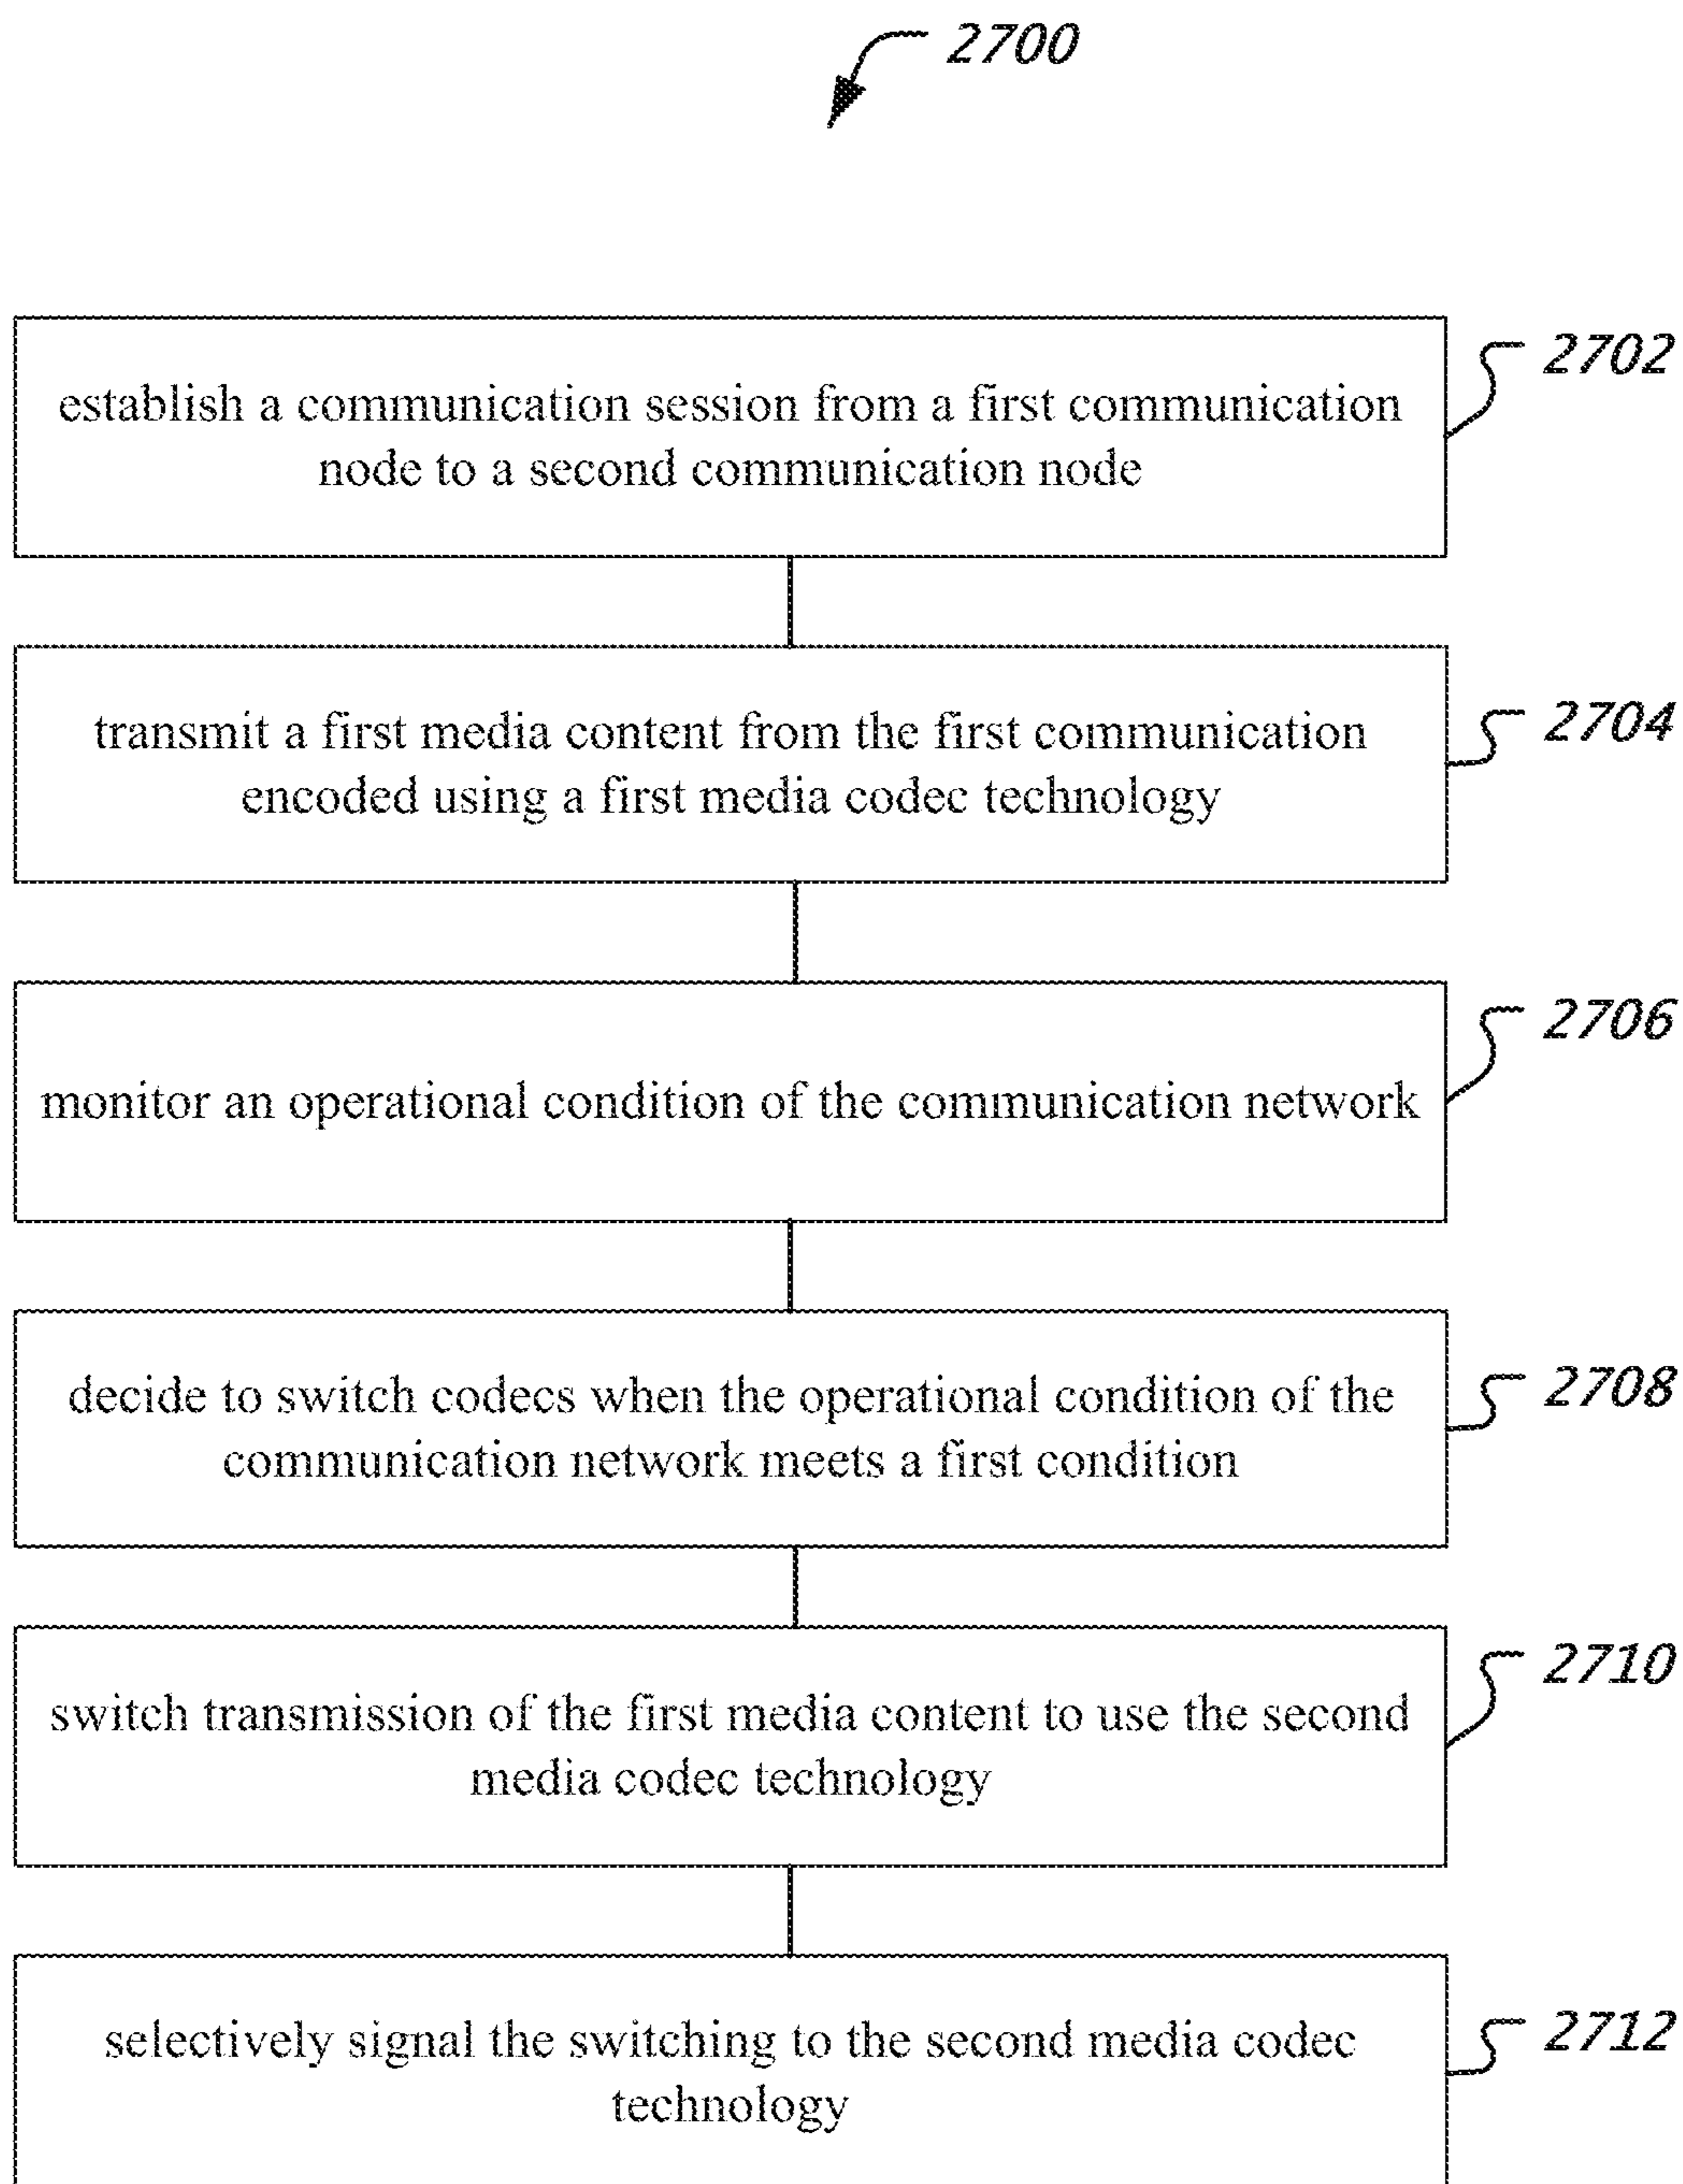 2700
establish a communication session from a first communication
node to a second communication node
2702
transmit a first media content from the first communication
encoded using a first media codec technology
2704
monitor an operational condition of the communication network
2706
decide to switch codecs when the operational condition of the
communication network meets a first condition
2708
switch transmission of the first media content to use the second
media codec technology
2710
selectively signal the switching to the second media codec
technology
2712